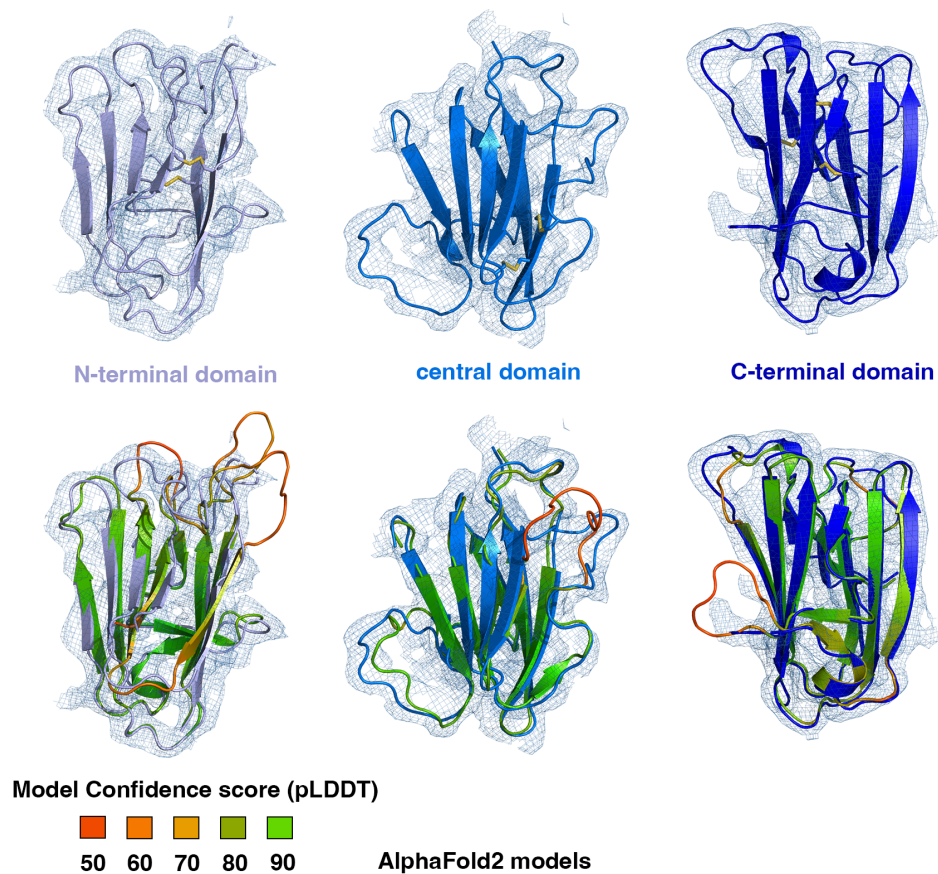 N-terminal domain
central domain
C-terminal domain
Model Confidence score (pLDDT)
50 60 70 80 90
AlphaFold2 models